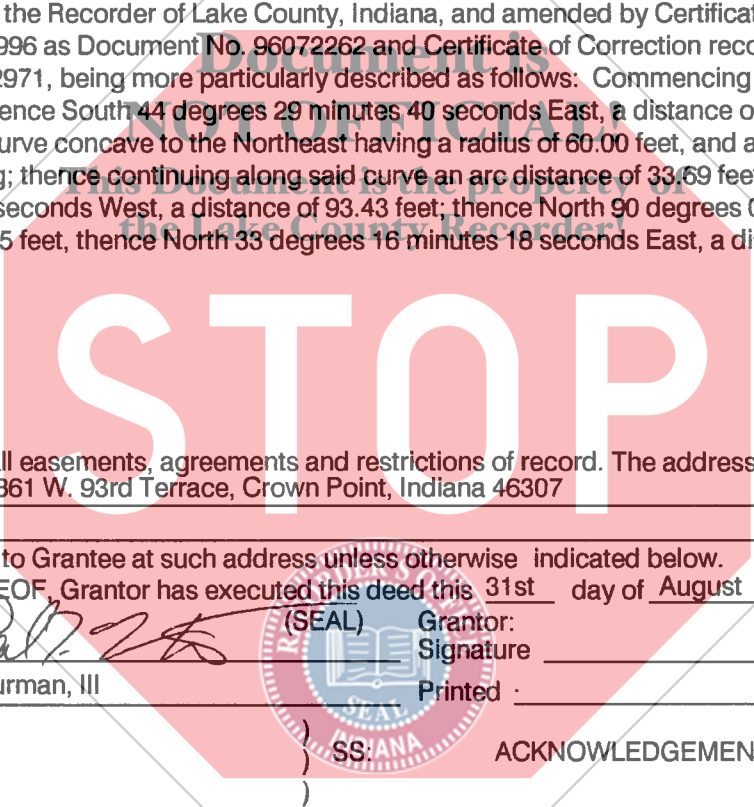 the Recorder of Lake County, Indiana, and amended by Certifica
996 as Document No. 96072262 and Certificate of Correction reco
2971, being more particularly described as follows: Commencing
ence South 44 degrees 29 minutes 40 seconds East, a distance o
urve concave to the Northeast having a radius of 60.00 feet, and a
g; thence continuing along said curve an arc distance of 33.69 feet
seconds West, a distance of 93.43 feet; thence North 90 degrees 0
5 feet, thence North 33 degrees 16 minutes 18 seconds East, a di
Document is
NOT OFFICIAL!
This Document is the property of
the Lake County Recorder!
STOP
ll easements, agreements and restrictions of record. The address
361 W. 93rd Terrace, Crown Point, Indiana 46307
to Grantee at such address unless otherwise indicated below.
EOF, Grantor has executed this deed this 31st day of August
(SEAL) Grantor:
Signature
urman, III Printed
RECORDER'S OFFICE
SEAL
INDIANA
) SS: ACKNOWLEDGEMEN
)
)